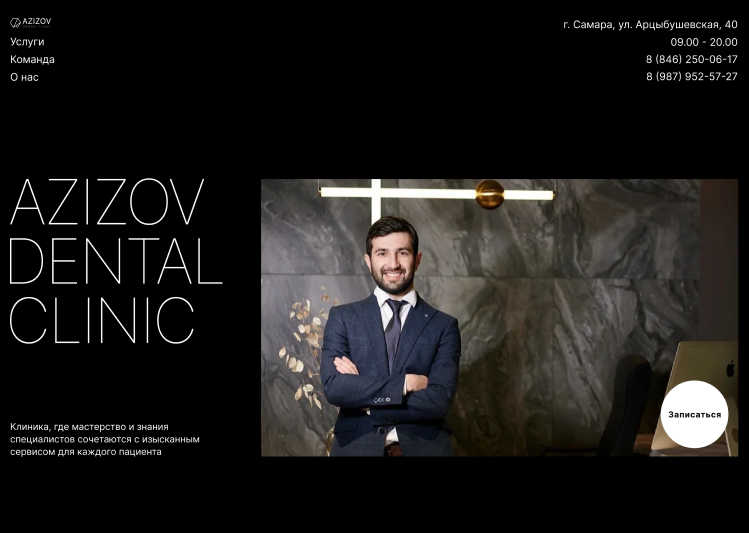 AZIZOV
Услуги
Команда
О нас
г. Самара, ул. Арцыбушевская, 40
09.00 - 20.00
8 (846) 250-06-17
8 (987) 952-57-27
AZIZOV
DENTAL
CLINIC
Клиника, где мастерство и знания
специалистов сочетаются с изысканным
сервисом для каждого пациента
Записаться